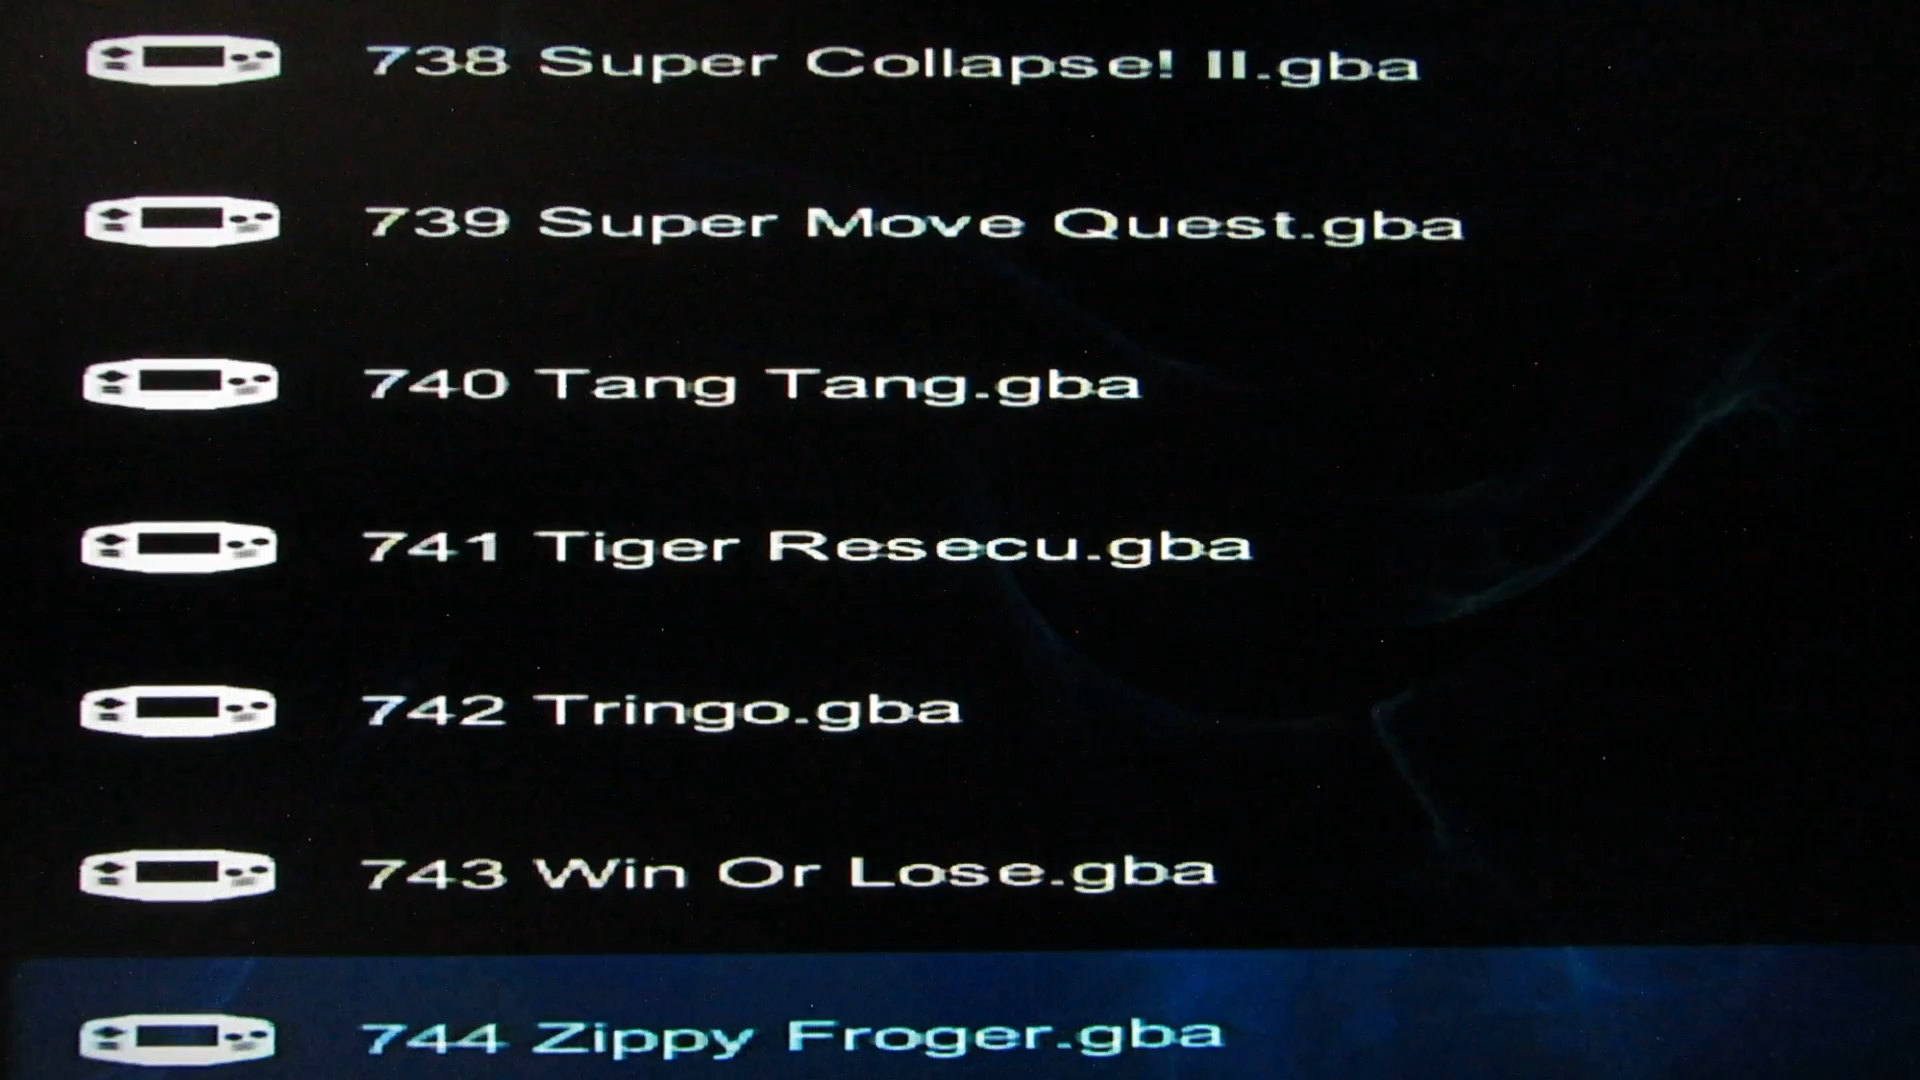 738 Super Collapse! II.gba
739 Super Move Quest.gba
740 Tang Tang.gba
741 Tiger Resecu.gba
742 Tringo.gba
743 Win Or Lose.gba
744 Zippy Froger.gba